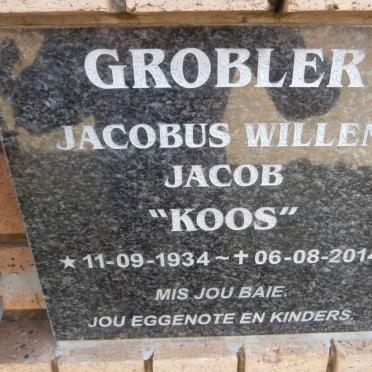 GROBLER
JACOBUS WILLEM
JACOB
"KOOS"
★ 11-09-1934 ~ ✝ 06-08-2014
MIS JOU BAIE.
JOU EGGENOTE EN KINDERS.